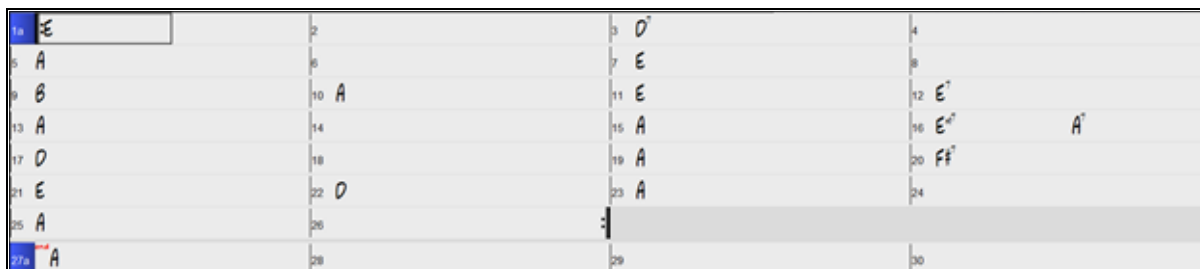 1a :E 2 3 D7 4
5 A 6 7 E 8
9 B 10 A 11 E 12 E7
13 A 14 15 A 16 Em7 A7
17 D 18 19 A 20 F#7
21 E 22 D 23 A 24
25 A 26 :
27a end A 28 29 30